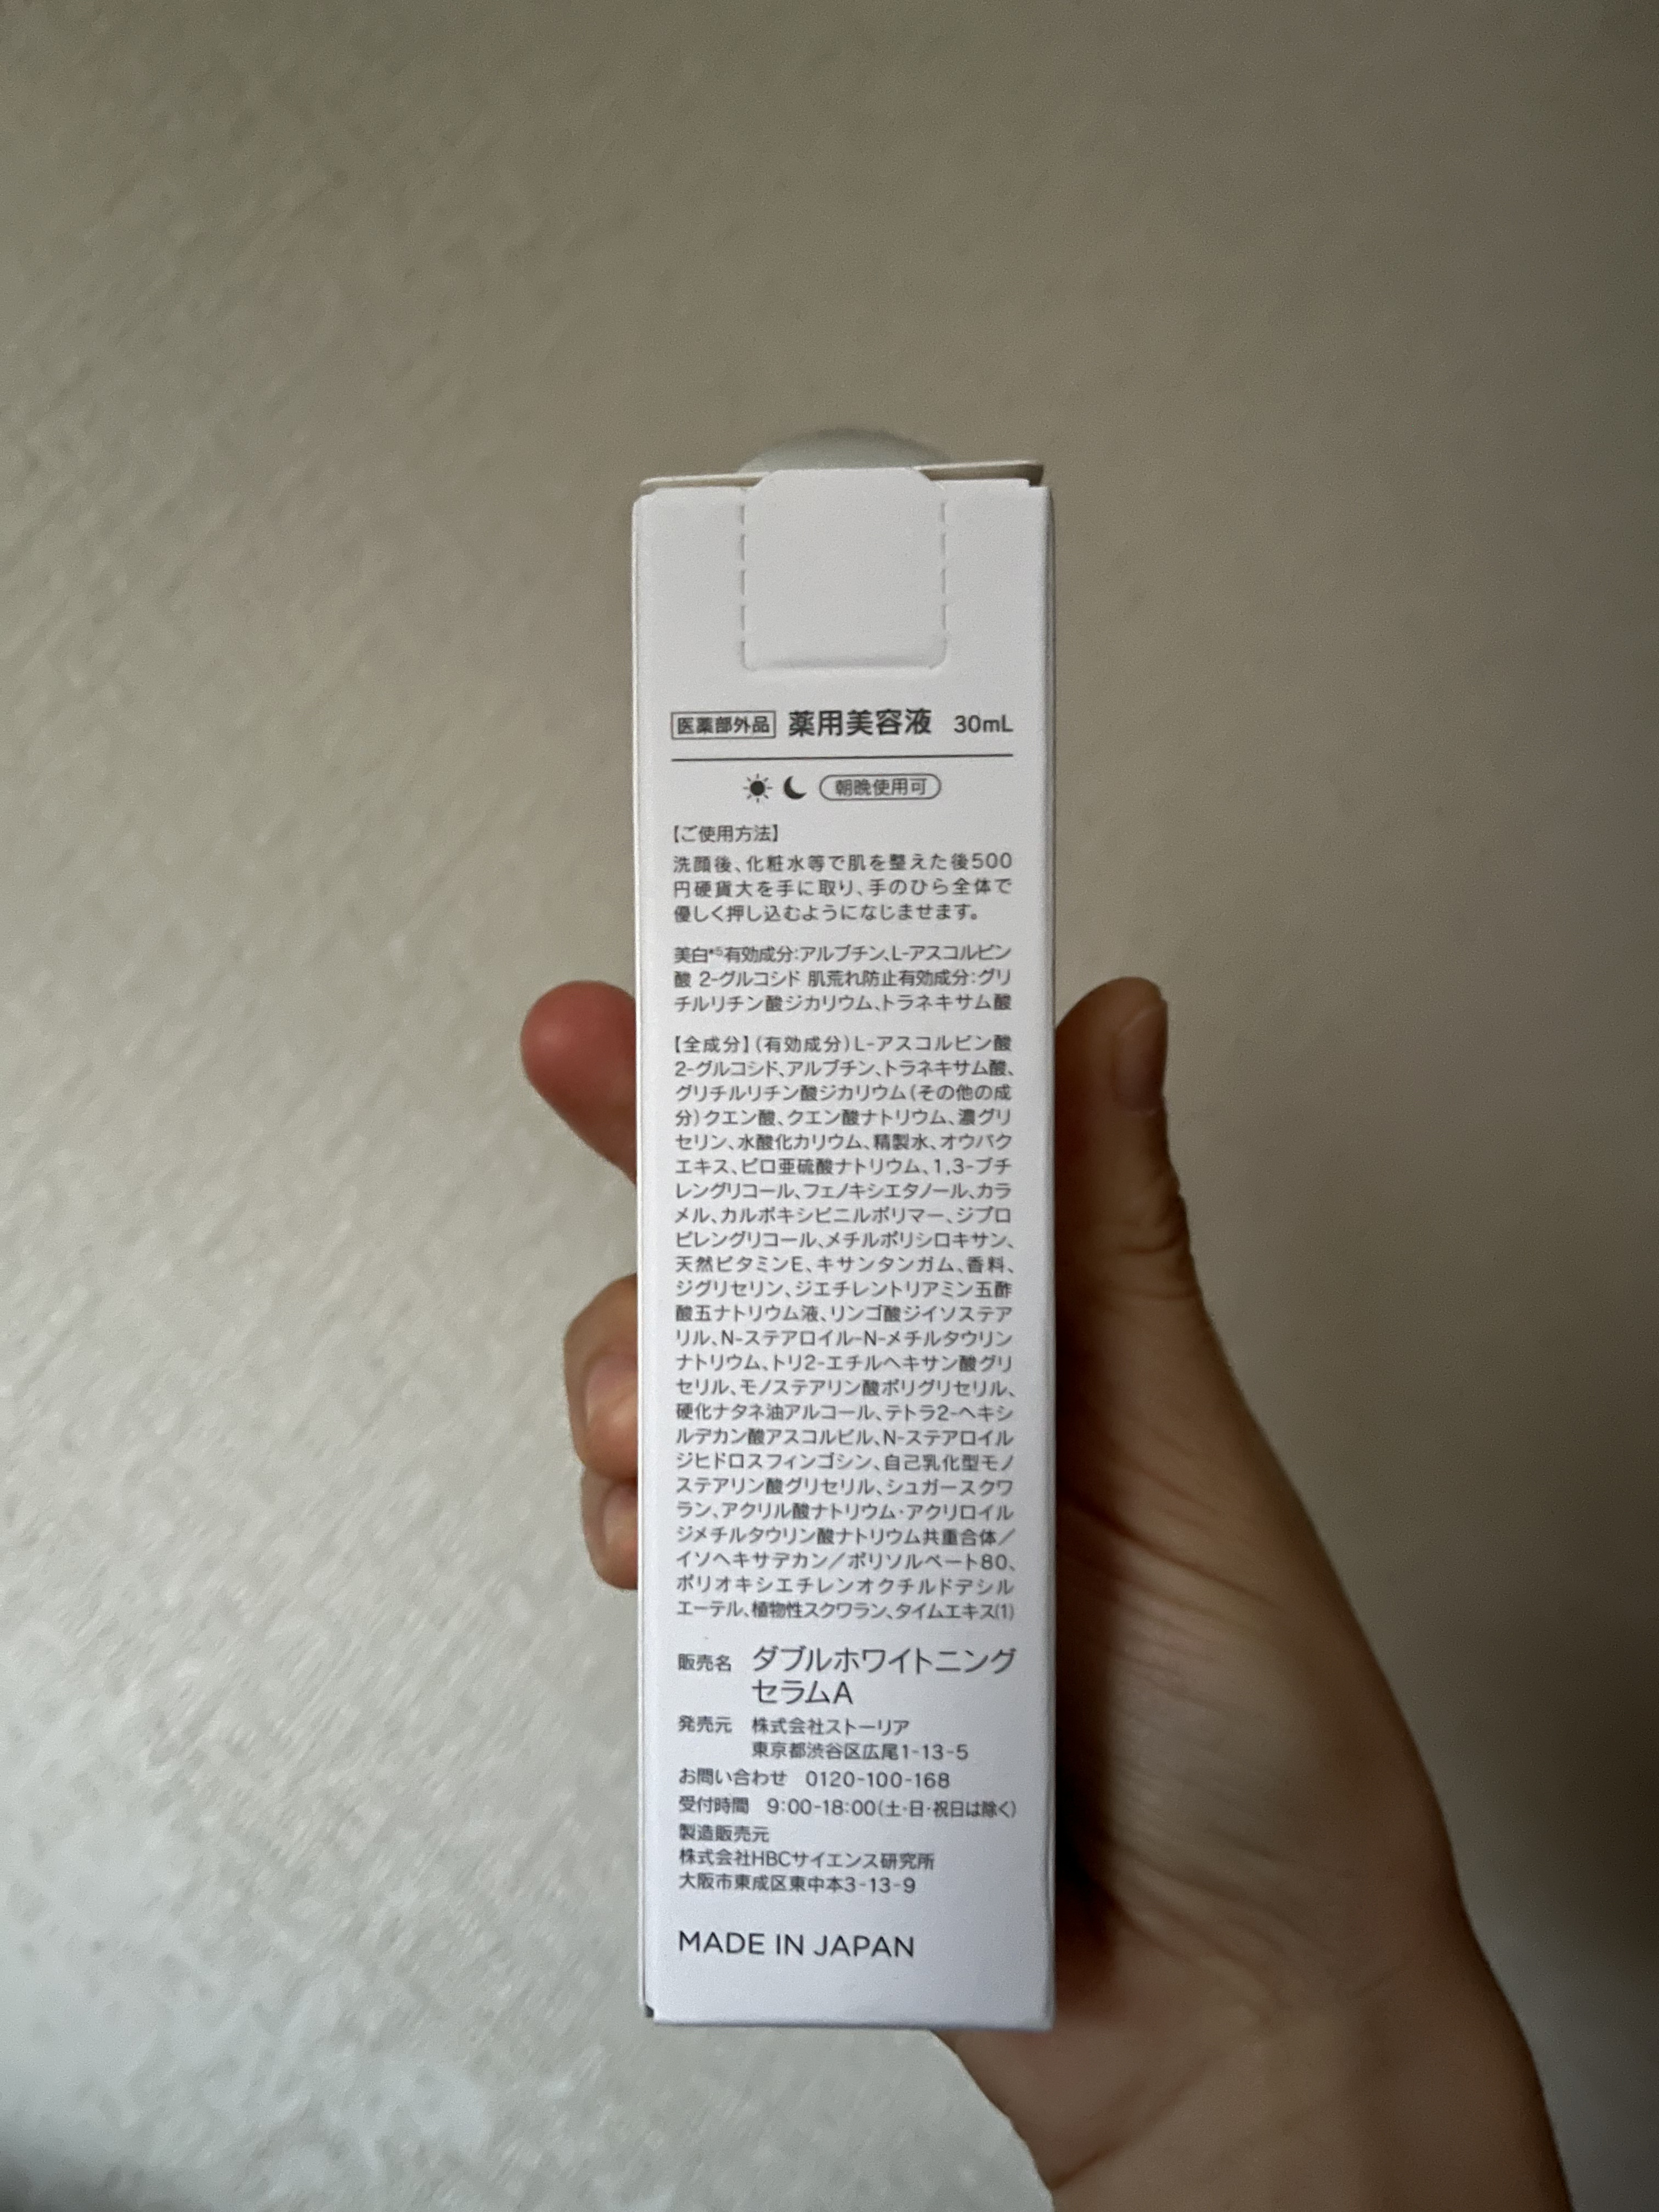 医薬部外品 薬用美容液 30mL
朝晩使用可
【ご使用方法】
洗顔後、化粧水等で肌を整えた後500
円硬貨大を手に取り、手のひら全体で
優しく押し込むようになじませます。
美白*5有効成分:アルブチン、L-アスコルビン
酸 2-グルコシド 肌荒れ防止有効成分:グリ
チルリチン酸ジカリウム、トラネキサム酸
【全成分】(有効成分)L-アスコルビン酸
2-グルコシド、アルブチン、トラネキサム酸、
グリチルリチン酸ジカリウム(その他の成
分)クエン酸、クエン酸ナトリウム、濃グリ
セリン、水酸化カリウム、精製水、オウバク
エキス、ピロ亜硫酸ナトリウム、1,3-ブチ
レングリコール、フェノキシエタノール、カラ
メル、カルボキシビニルポリマー、ジプロ
ピレングリコール、メチルポリシロキサン、
天然ビタミンE、キサンタンガム、香料、
ジグリセリン、ジエチレントリアミン五酢
酸五ナトリウム液、リンゴ酸ジイソステア
リル、N-ステアロイル-N-メチルタウリン
ナトリウム、トリ2-エチルヘキサン酸グリ
セリル、モノステアリン酸ポリグリセリル、
硬化ナタネ油アルコール、テトラ2-ヘキシ
ルデカン酸アスコルビル、N-ステアロイル
ジヒドロスフィンゴシン、自己乳化型モノ
ステアリン酸グリセリル、シュガースクワ
ラン、アクリル酸ナトリウム・アクリロイル
ジメチルタウリン酸ナトリウム共重合体／
イソヘキサデカン／ポリソルベート80、
ポリオキシエチレンオクチルドデシル
エーテル、植物性スクワラン、タイムエキス(1)
販売名 ダブルホワイトニング
セラムA
発売元 株式会社ストーリア
東京都渋谷区広尾1-13-5
お問い合わせ 0120-100-168
受付時間 9:00-18:00(土・日・祝日は除く)
製造販売元
株式会社HBCサイエンス研究所
大阪市東成区東中本3-13-9
MADE IN JAPAN